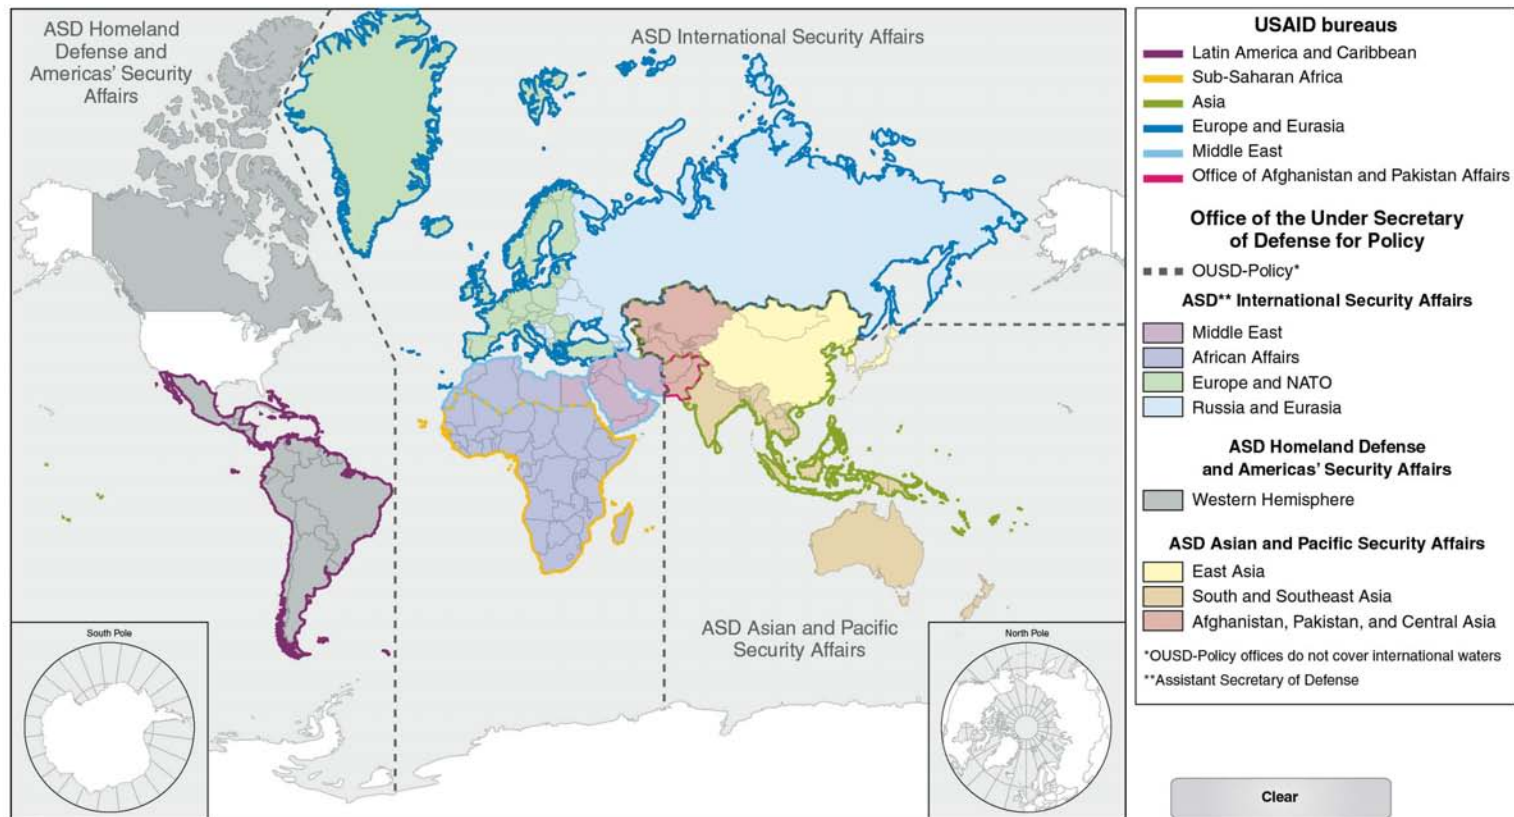 ASD Homeland
Defense and
Americas' Security
Affairs
ASD International Security Affairs
ASD Asian and Pacific
Security Affairs
South Pole
North Pole
USAID bureaus
Latin America and Caribbean
Sub-Saharan Africa
Asia
Europe and Eurasia
Middle East
Office of Afghanistan and Pakistan Affairs
Office of the Under Secretary
of Defense for Policy
OUSD-Policy*
ASD** International Security Affairs
Middle East
African Affairs
Europe and NATO
Russia and Eurasia
ASD Homeland Defense
and Americas' Security Affairs
Western Hemisphere
ASD Asian and Pacific Security Affairs
East Asia
South and Southeast Asia
Afghanistan, Pakistan, and Central Asia
*OUSD-Policy offices do not cover international waters
**Assistant Secretary of Defense
Clear